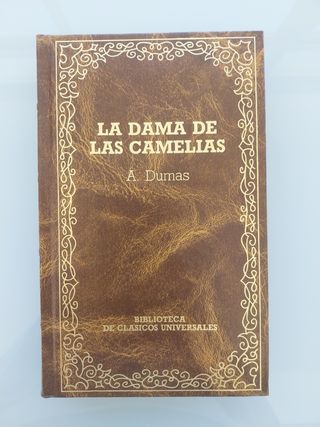 LA DAMA DE
LAS CAMELIAS
A. Dumas
BIBLIOTECA
DE CLASICOS UNIVERSALES